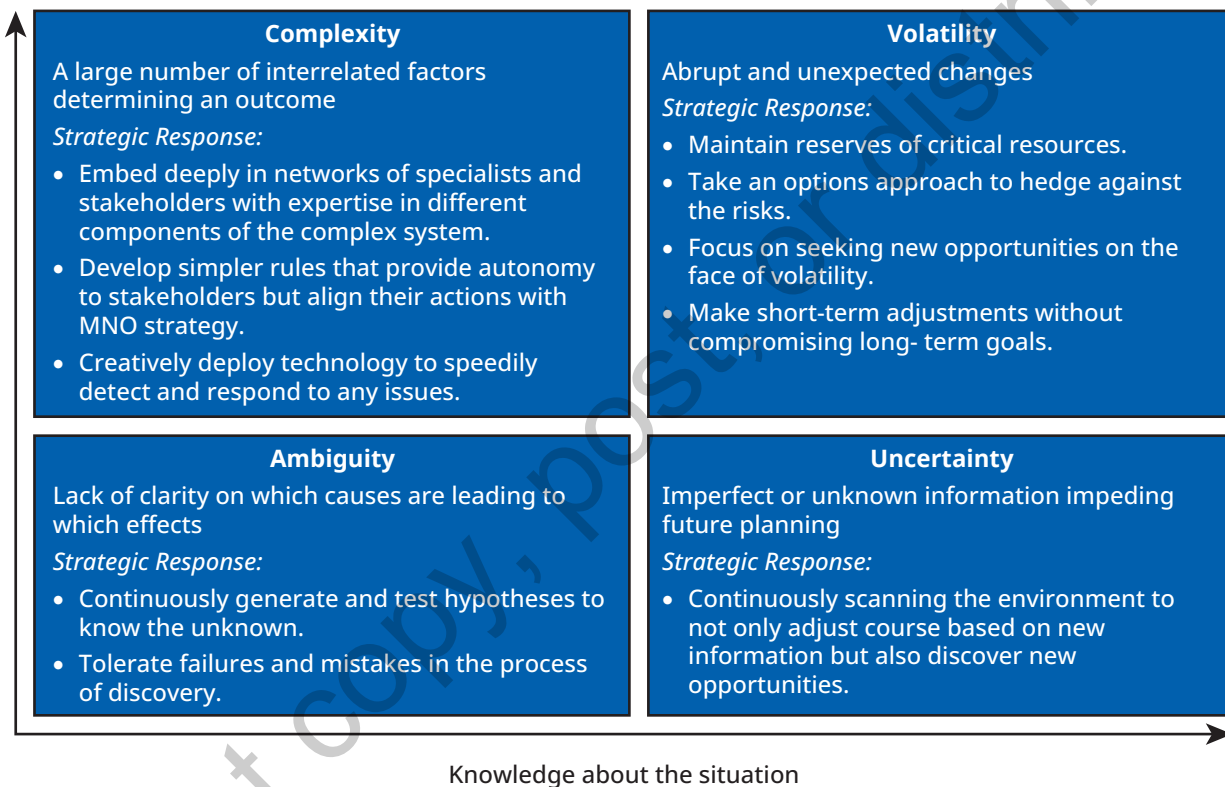 Complexity
A large number of interrelated factors
determining an outcome
Strategic Response:
• Embed deeply in networks of specialists and
stakeholders with expertise in different
components of the complex system.
• Develop simpler rules that provide autonomy
to stakeholders but align their actions with
MNO strategy.
• Creatively deploy technology to speedily
detect and respond to any issues.
Volatility
Abrupt and unexpected changes
Strategic Response:
• Maintain reserves of critical resources.
• Take an options approach to hedge against
the risks.
• Focus on seeking new opportunities on the
face of volatility.
• Make short-term adjustments without
compromising long- term goals.
Ambiguity
Lack of clarity on which causes are leading to
which effects
Strategic Response:
• Continuously generate and test hypotheses to
know the unknown.
• Tolerate failures and mistakes in the process
of discovery.
Uncertainty
Imperfect or unknown information impeding
future planning
Strategic Response:
• Continuously scanning the environment to
not only adjust course based on new
information but also discover new
opportunities.
Knowledge about the situation
copy, post, or